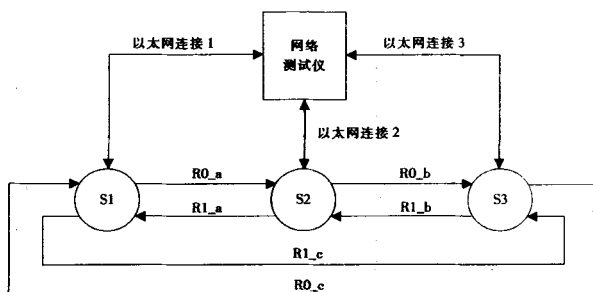 以太网连接 1
网络
测试仪
以太网连接 3
以太网连接 2
R0_a
R0_b
S1
S2
S3
R1_a
R1_b
R1_c
R0_c